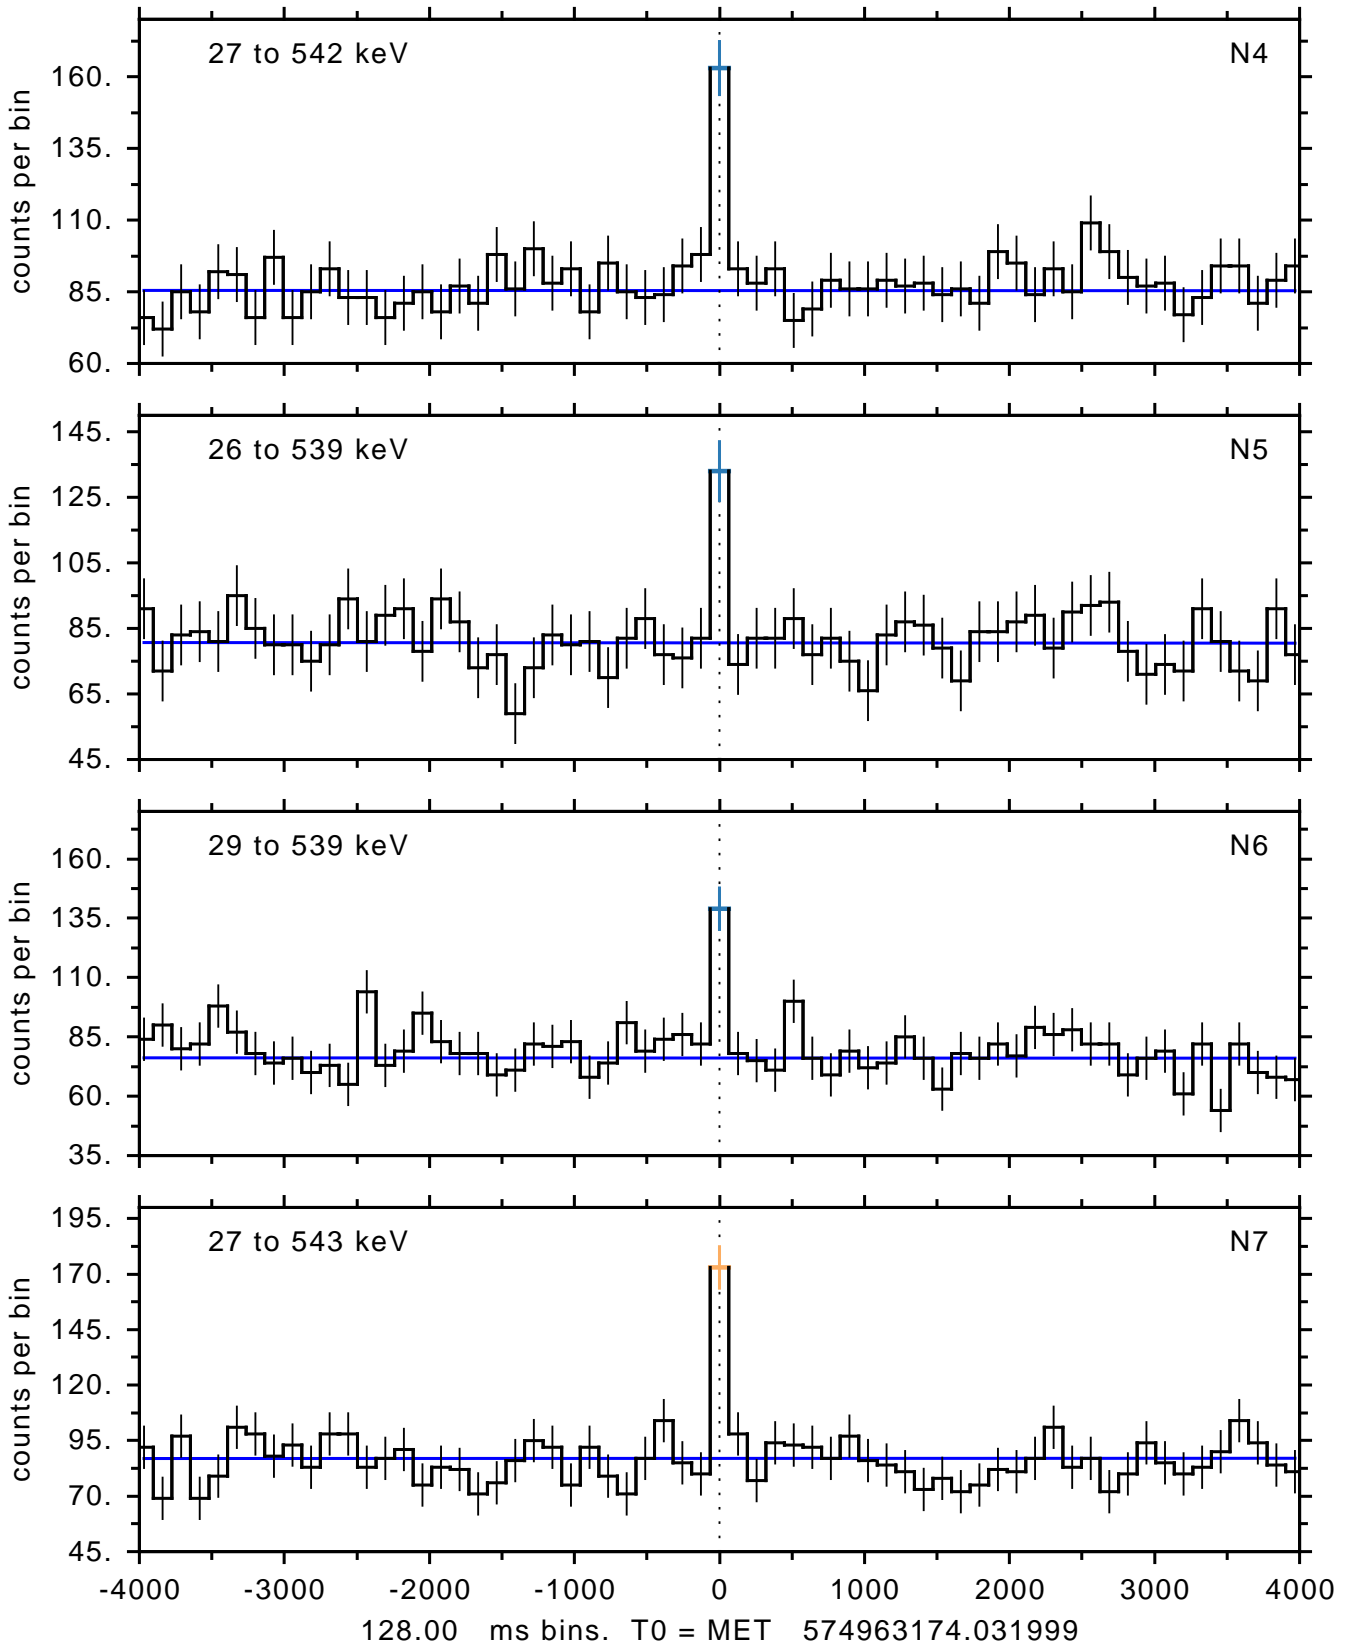 27 to 542 keV N4
counts per bin
160.
135.
110.
85.
60.
26 to 539 keV N5
counts per bin
145.
125.
105.
85.
65.
45.
29 to 539 keV N6
counts per bin
160.
135.
110.
85.
60.
35.
27 to 543 keV N7
counts per bin
195.
170.
145.
120.
95.
70.
45.
-4000 -3000 -2000 -1000 0 1000 2000 3000 4000
128.00 ms bins. T0 = MET 574963174.031999